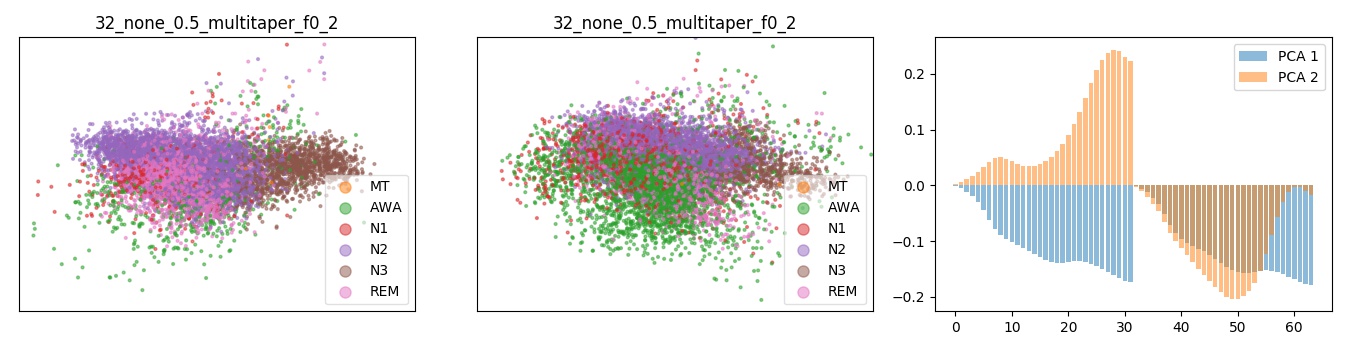 32_none_0.5_multitaper_f0_2
MT
AWA
N1
N2
N3
REM
32_none_0.5_multitaper_f0_2
MT
AWA
N1
N2
N3
REM
PCA 1
PCA 2
0.2
0.1
0.0
−0.1
−0.2
0 10 20 30 40 50 60